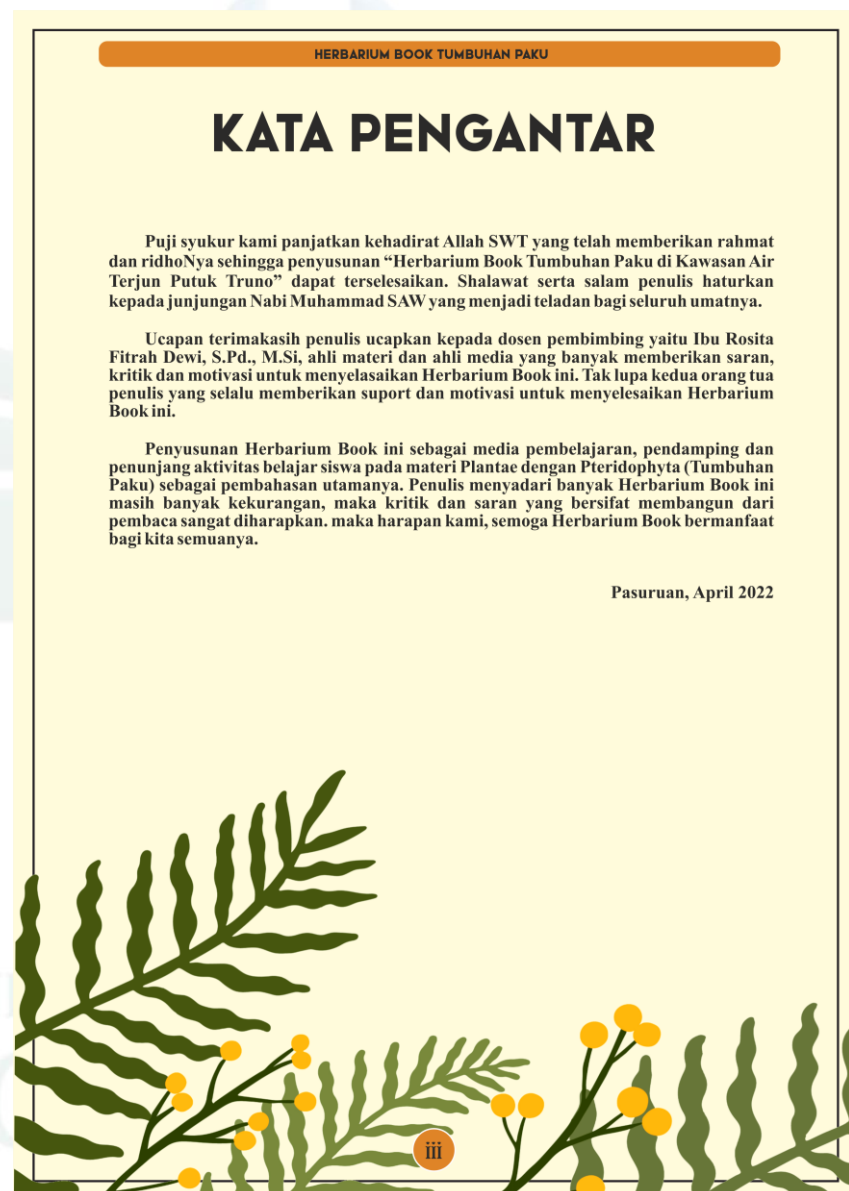 HERBARIUM BOOK TUMBUHAN PAKU
KATA PENGANTAR
Puji syukur kami panjatkan kehadirat Allah SWT yang telah memberikan rahmat
dan ridhoNya sehingga penyusunan “Herbarium Book Tumbuhan Paku di Kawasan Air
Terjun Putuk Truno” dapat terselesaikan. Shalawat serta salam penulis haturkan
kepada junjungan Nabi Muhammad SAW yang menjadi teladan bagi seluruh umatnya.
Ucapan terimakasih penulis ucapkan kepada dosen pembimbing yaitu Ibu Rosita
Fitrah Dewi, S.Pd., M.Si, ahli materi dan ahli media yang banyak memberikan saran,
kritik dan motivasi untuk menyelasaikan Herbarium Book ini. Tak lupa kedua orang tua
penulis yang selalu memberikan suport dan motivasi untuk menyelesaikan Herbarium
Book ini.
Penyusunan Herbarium Book ini sebagai media pembelajaran, pendamping dan
penunjang aktivitas belajar siswa pada materi Plantae dengan Pteridophyta (Tumbuhan
Paku) sebagai pembahasan utamanya. Penulis menyadari banyak Herbarium Book ini
masih banyak kekurangan, maka kritik dan saran yang bersifat membangun dari
pembaca sangat diharapkan. maka harapan kami, semoga Herbarium Book bermanfaat
bagi kita semuanya.
Pasuruan, April 2022
iii